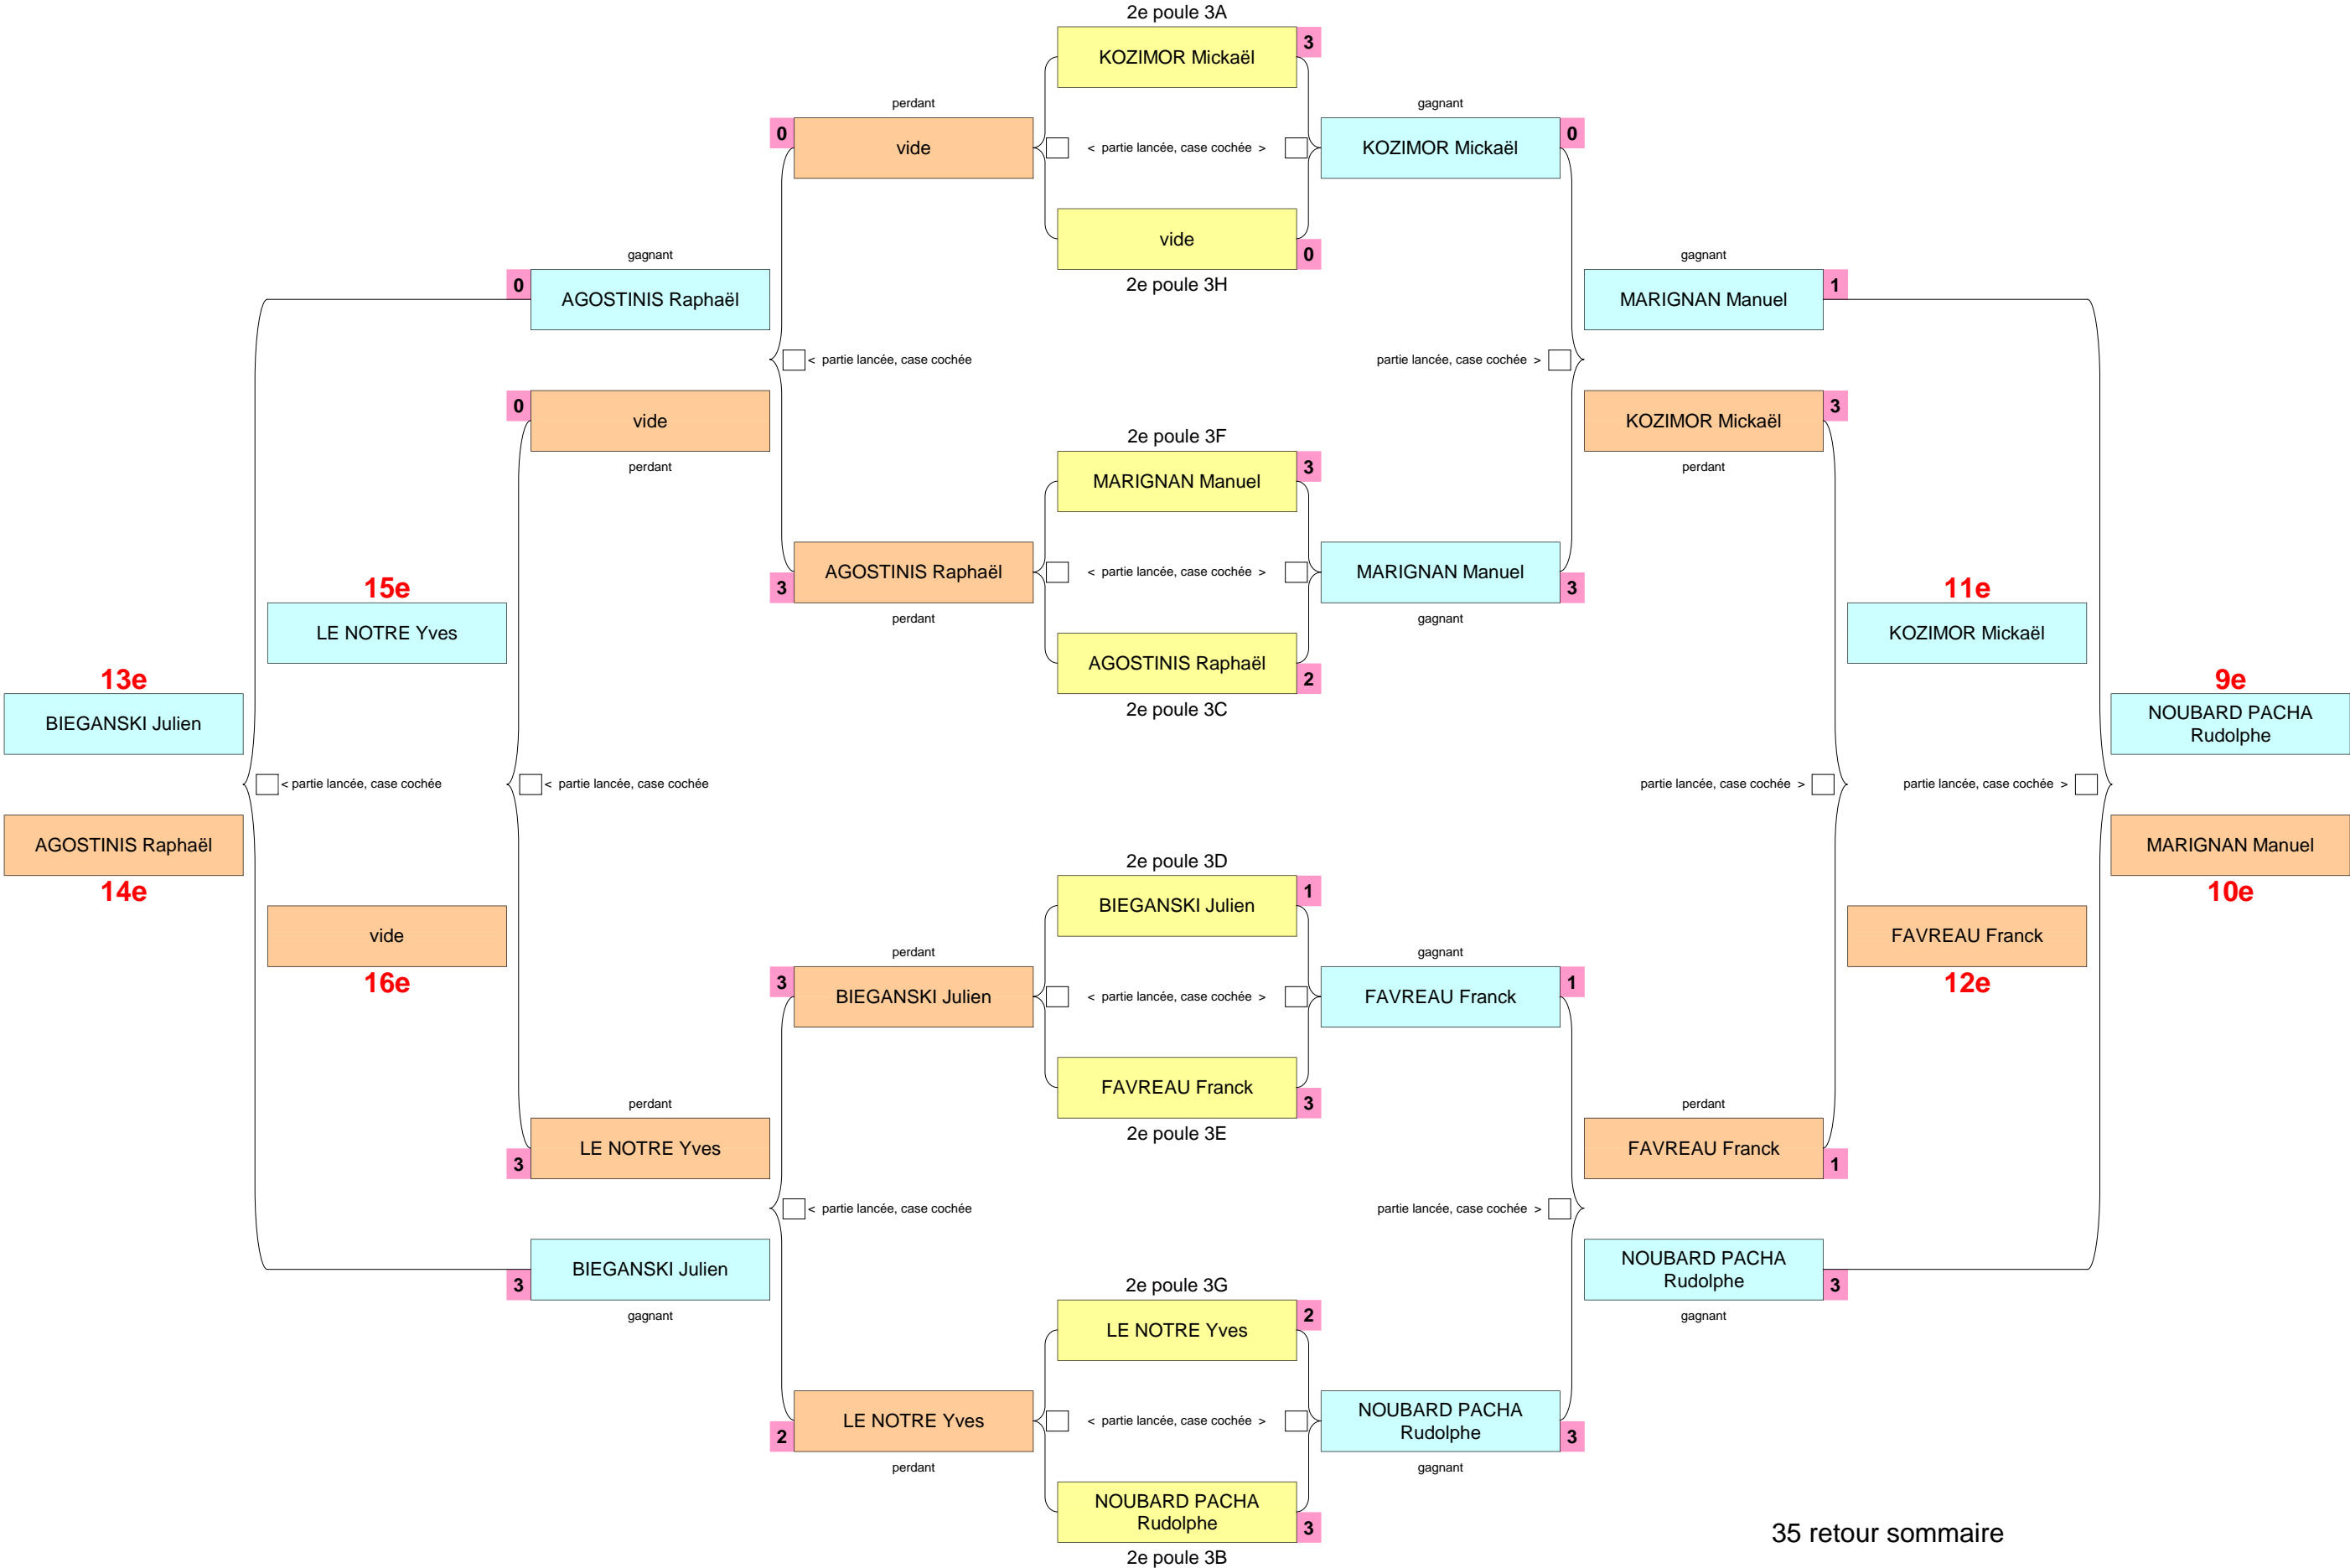 2e poule 3A
KOZIMOR Mickaël
3
perdant
gagnant
0
vide
< partie lancée, case cochée >
KOZIMOR Mickaël
0
vide
0
2e poule 3H
gagnant
gagnant
0
AGOSTINIS Raphaël
MARIGNAN Manuel
1
< partie lancée, case cochée
partie lancée, case cochée >
0
vide
perdant
KOZIMOR Mickaël
3
perdant
2e poule 3F
MARIGNAN Manuel
3
AGOSTINIS Raphaël
3
perdant
< partie lancée, case cochée >
MARIGNAN Manuel
3
gagnant
AGOSTINIS Raphaël
2
2e poule 3C
15e
LE NOTRE Yves
11e
KOZIMOR Mickaël
13e
BIEGANSKI Julien
9e
NOUBARD PACHA
Rudolphe
< partie lancée, case cochée
< partie lancée, case cochée
partie lancée, case cochée >
partie lancée, case cochée >
AGOSTINIS Raphaël
14e
MARIGNAN Manuel
10e
vide
16e
FAVREAU Franck
12e
2e poule 3D
BIEGANSKI Julien
1
perdant
gagnant
3
BIEGANSKI Julien
< partie lancée, case cochée >
FAVREAU Franck
1
FAVREAU Franck
3
2e poule 3E
perdant
perdant
LE NOTRE Yves
3
FAVREAU Franck
1
< partie lancée, case cochée
partie lancée, case cochée >
BIEGANSKI Julien
3
gagnant
NOUBARD PACHA
Rudolphe
3
gagnant
2e poule 3G
LE NOTRE Yves
2
LE NOTRE Yves
2
perdant
< partie lancée, case cochée >
NOUBARD PACHA
Rudolphe
3
gagnant
NOUBARD PACHA
Rudolphe
3
2e poule 3B
35 retour sommaire